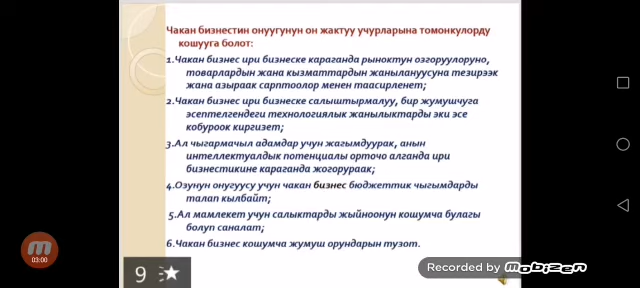 Чакан бизнестин онуугунун он жактуу учурларына томонкулорду
кошууга болот:
1.Чакан бизнес ири бизнеске караганда рыноктун озгоруулоруно,
товарлардын жана кызматтардын жанылануусуна тезирээк
жана азыраак сарптоолор менен таасирленет;
2.Чакан бизнес ири бизнеске салыштырмалуу, бир жумушчуга
эсептелгендеги технологиялык жанылыктарды эки эсе
кобуроок киргизет;
3.Ал чыгармачыл адамдар учун жагымдуурак, анын
интеллектуалдык потенциалы орточо алганда ири
бизнестикине караганда жогорураак;
4.Озунун онугуусу учун чакан бизнес бюджеттик чыгымдарды
талап кылбайт;
5.Ал мамлекет учун салыктарды жыйноонун кошумча булагы
болуп саналат;
6.Чакан бизнес кошумча жумуш орундарын тузот.
03:00
9
Recorded by mobizen